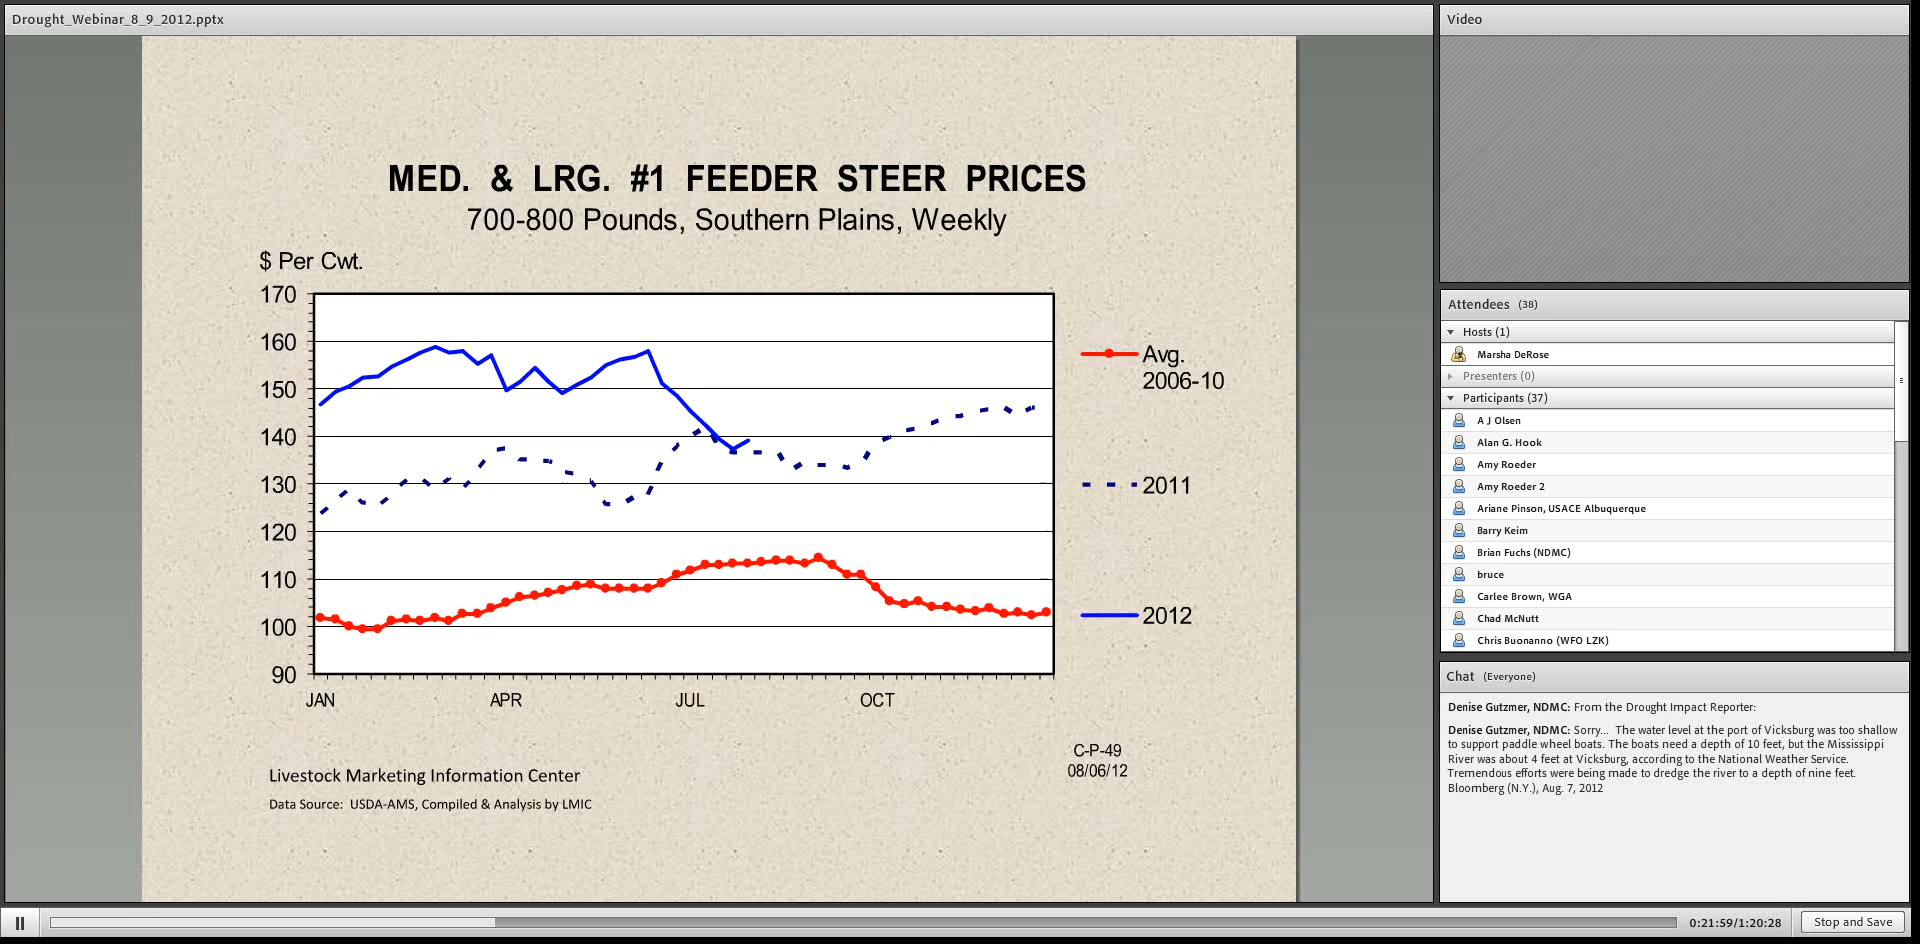 Drought_Webinar_8_9_2012.pptx
MED. & LRG. #1 FEEDER STEER PRICES
700-800 Pounds, Southern Plains, Weekly
$ Per Cwt.
170
160
150
140
130
120
110
100
90
JAN APR JUL OCT
Avg.
2006-10
2011
2012
C-P-49
08/06/12
Livestock Marketing Information Center
Data Source: USDA-AMS, Compiled & Analysis by LMIC
Video
Attendees (38)
Hosts (1)
Marsha DeRose
Presenters (0)
Participants (37)
A J Olsen
Alan G. Hook
Amy Roeder
Amy Roeder 2
Ariane Pinson, USACE Albuquerque
Barry Keim
Brian Fuchs (NDMC)
bruce
Carlee Brown, WGA
Chad McNutt
Chris Buonanno (WFO LZK)
Chat (Everyone)
Denise Gutzmer, NDMC: From the Drought Impact Reporter:
Denise Gutzmer, NDMC: Sorry... The water level at the port of Vicksburg was too shallow
to support paddle wheel boats. The boats need a depth of 10 feet, but the Mississippi
River was about 4 feet at Vicksburg, according to the National Weather Service.
Tremendous efforts were being made to dredge the river to a depth of nine feet.
Bloomberg (N.Y.), Aug. 7, 2012
0:21:59/1:20:28
Stop and Save